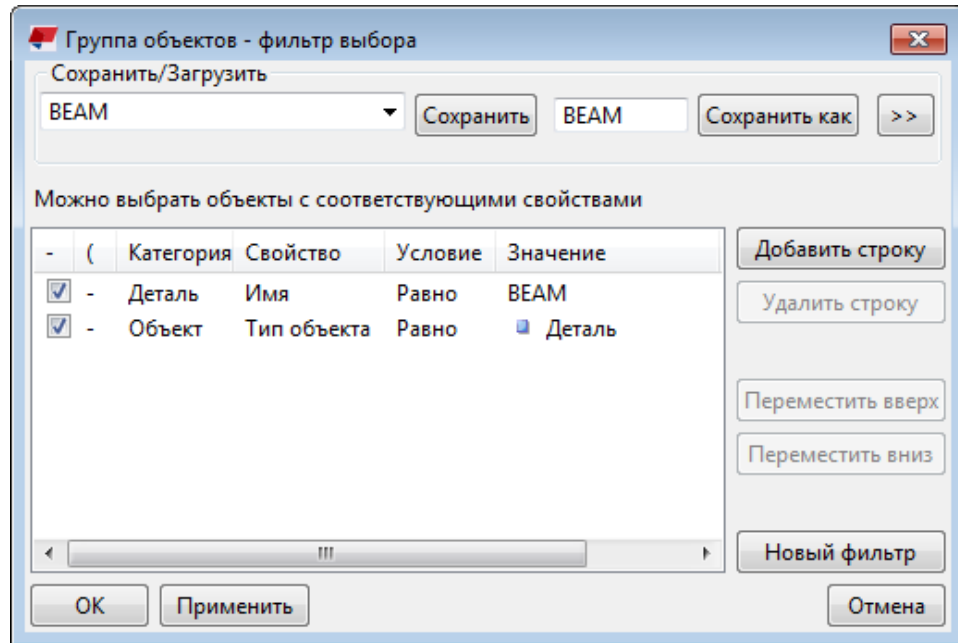 Группа объектов - фильтр выбора
Сохранить/Загрузить
BEAM Сохранить BEAM Сохранить как >>
Можно выбрать объекты с соответствующими свойствами
- ( Категория Свойство Условие Значение
- Деталь Имя Равно BEAM
- Объект Тип объекта Равно Деталь
Добавить строку
Удалить строку
Переместить вверх
Переместить вниз
Новый фильтр
OK Применить Отмена